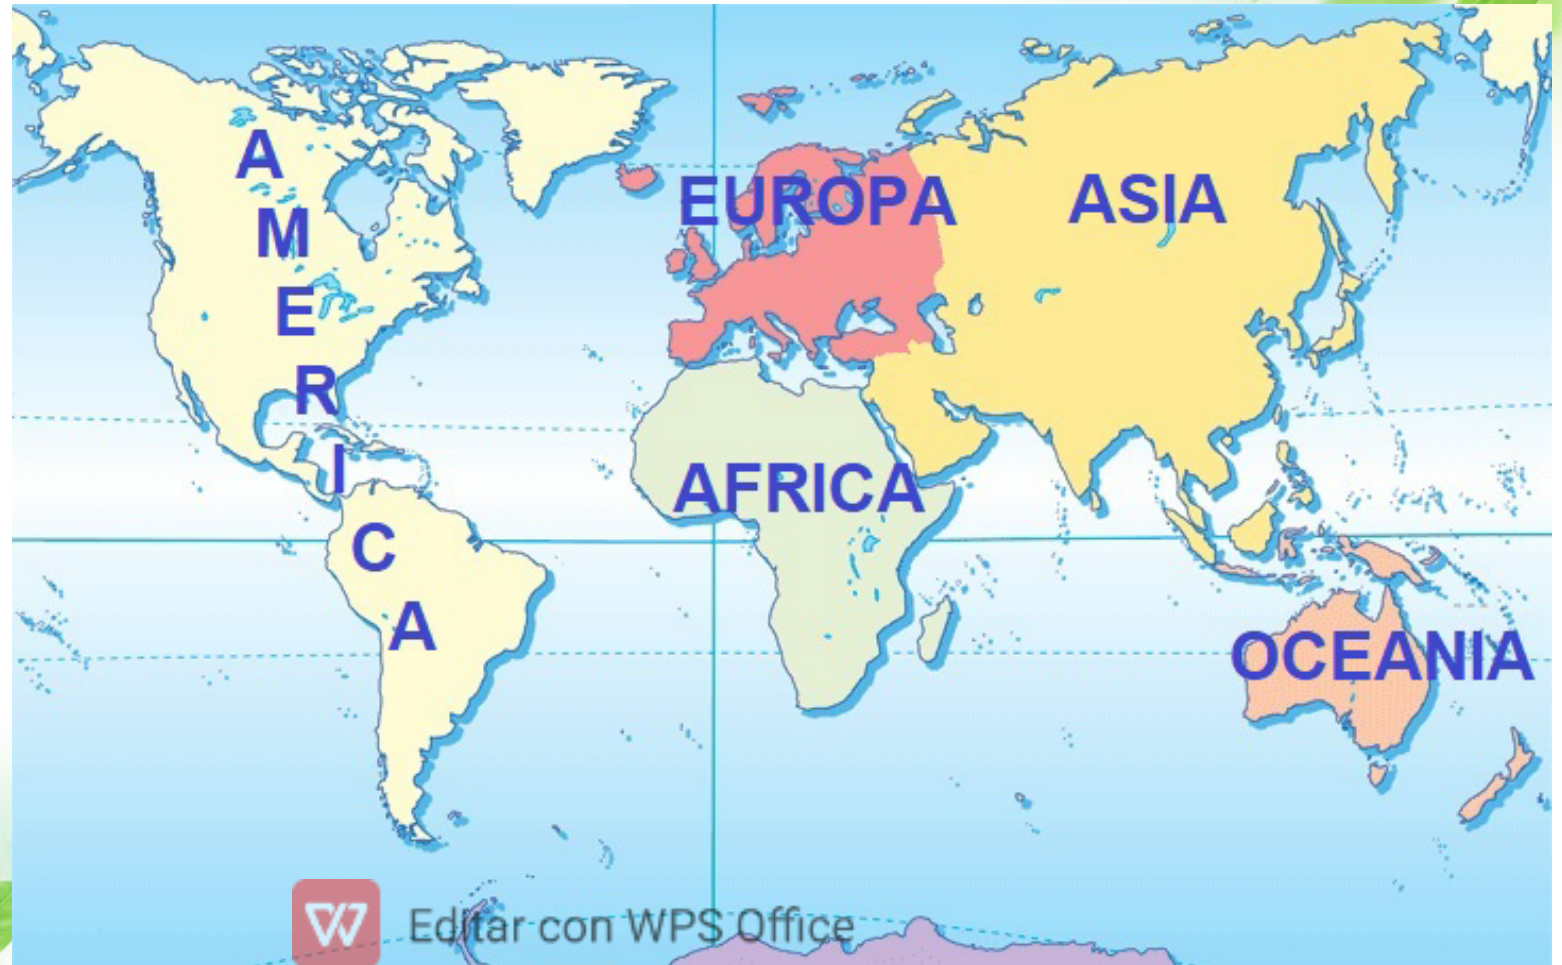 AMERICA
EUROPA
ASIA
AFRICA
OCEANIA
Editar con WPS Office